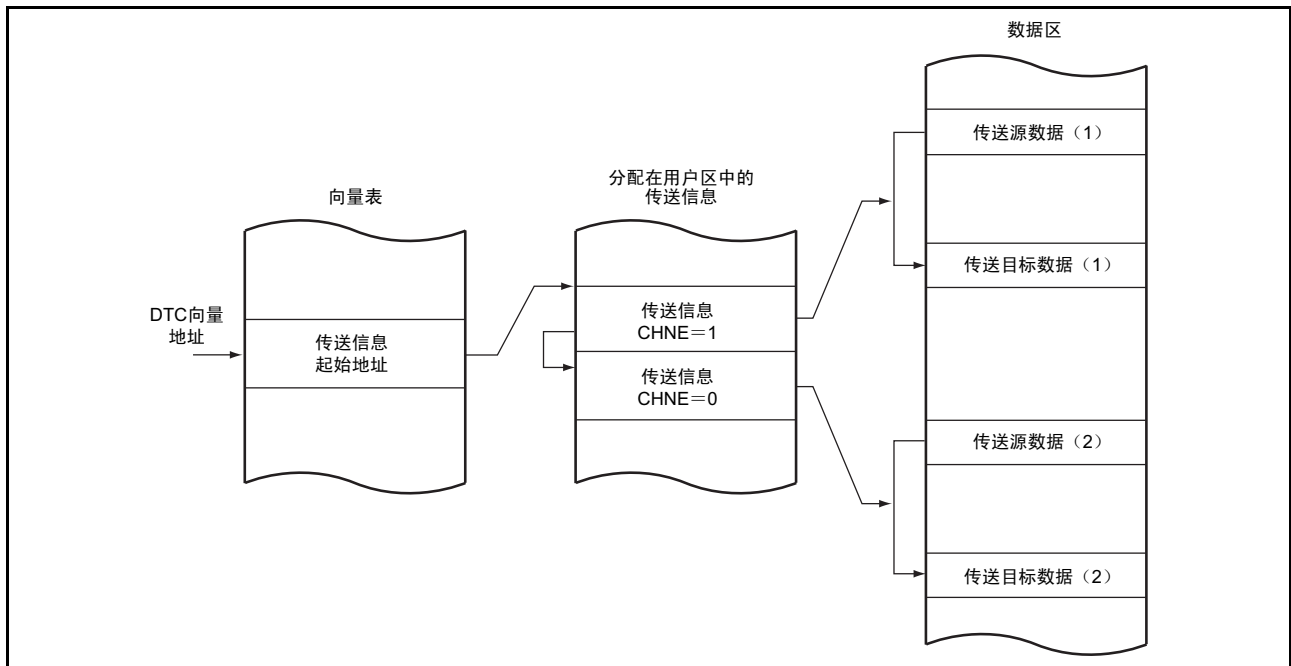 数据区
传送源数据（1）
分配在用户区中的
传送信息
向量表
传送目标数据（1）
DTC向量
地址
传送信息
起始地址
传送信息
CHNE＝1
传送信息
CHNE＝0
传送源数据（2）
传送目标数据（2）